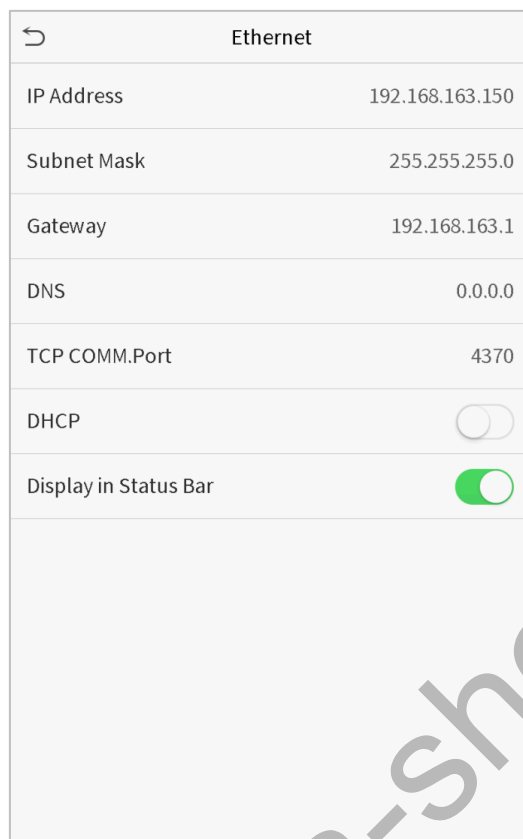 Ethernet
IP Address 192.168.163.150
Subnet Mask 255.255.255.0
Gateway 192.168.163.1
DNS 0.0.0.0
TCP COMM.Port 4370
DHCP
Display in Status Bar